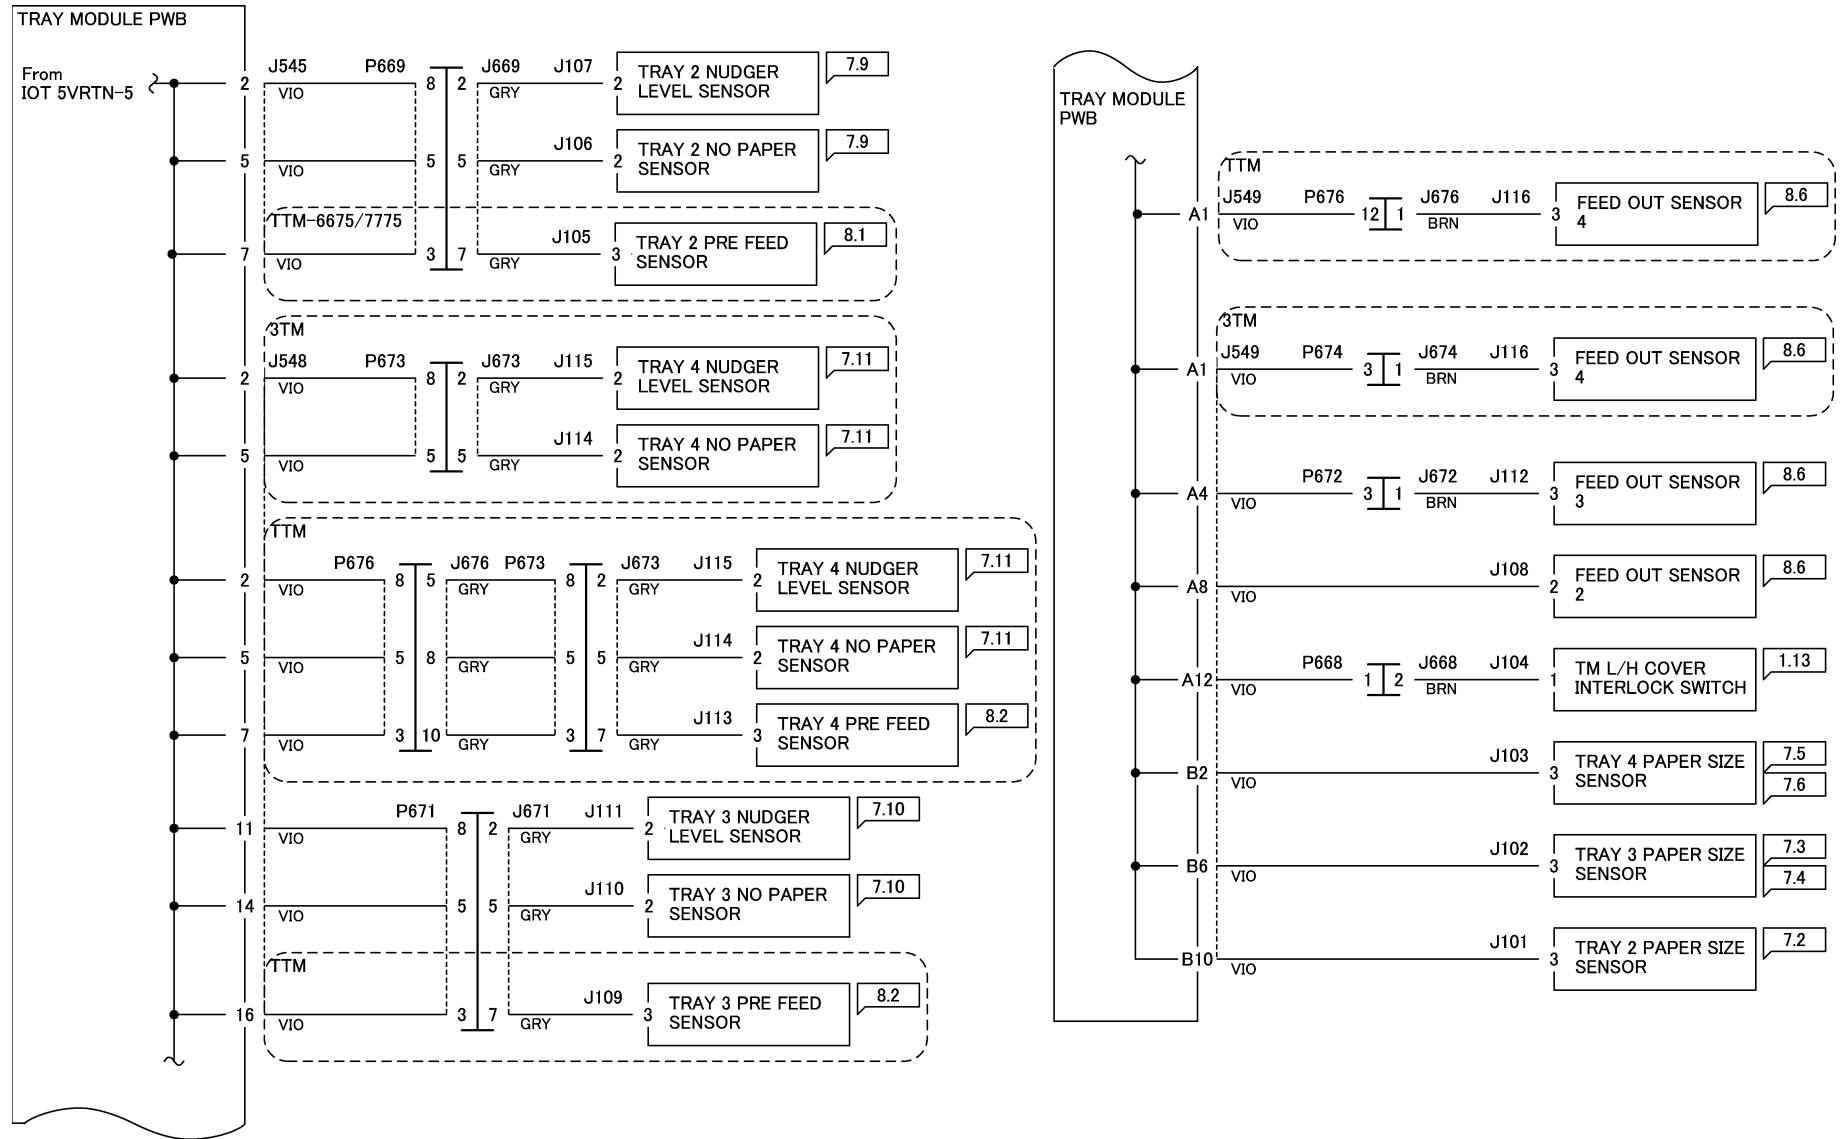 TRAY MODULE PWB
From
IOT 5VRTN-5
2 J545 P669 8 2 J669 J107 2 TRAY 2 NUDGER 7.9
VIO GRY LEVEL SENSOR
5 VIO 5 5 GRY J106 2 TRAY 2 NO PAPER 7.9
SENSOR
TTM-6675/7775
7 VIO 3 7 GRY J105 3 TRAY 2 PRE FEED 8.1
SENSOR
3TM
2 J548 P673 8 2 J673 J115 2 TRAY 4 NUDGER 7.11
VIO GRY LEVEL SENSOR
5 VIO 5 5 GRY J114 2 TRAY 4 NO PAPER 7.11
SENSOR
TTM
2 VIO P676 8 5 J676 P673 8 2 J673 J115 2 TRAY 4 NUDGER 7.11
GRY GRY LEVEL SENSOR
5 VIO 5 8 GRY 5 5 GRY J114 2 TRAY 4 NO PAPER 7.11
SENSOR
7 VIO 3 10 GRY 3 7 GRY J113 3 TRAY 4 PRE FEED 8.2
SENSOR
11 VIO P671 8 2 J671 J111 2 TRAY 3 NUDGER 7.10
GRY LEVEL SENSOR
14 VIO 5 5 GRY J110 2 TRAY 3 NO PAPER 7.10
SENSOR
TTM
16 VIO 3 7 GRY J109 3 TRAY 3 PRE FEED 8.2
SENSOR
TRAY MODULE
PWB
TTM
A1 J549 P676 12 1 J676 J116 3 FEED OUT SENSOR 8.6
VIO BRN 4
3TM
A1 J549 P674 3 1 J674 J116 3 FEED OUT SENSOR 8.6
VIO BRN 4
A4 VIO P672 3 1 J672 J112 3 FEED OUT SENSOR 8.6
BRN 3
A8 VIO J108 2 FEED OUT SENSOR 8.6
2
A12 VIO P668 1 2 J668 J104 1 TM L/H COVER 1.13
BRN INTERLOCK SWITCH
B2 VIO J103 3 TRAY 4 PAPER SIZE 7.5
SENSOR 7.6
B6 VIO J102 3 TRAY 3 PAPER SIZE 7.3
SENSOR 7.4
B10 VIO J101 3 TRAY 2 PAPER SIZE 7.2
SENSOR